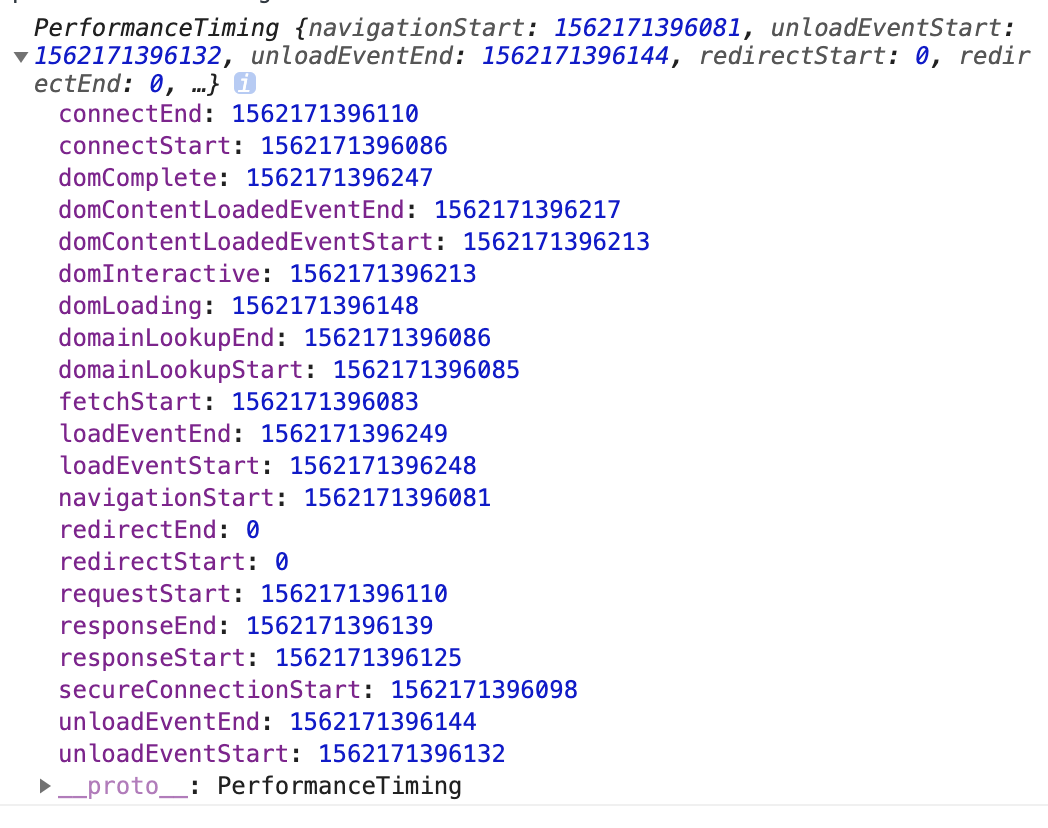 PerformanceTiming {navigationStart: 1562171396081, unloadEventStart:
▼1562171396132, unloadEventEnd: 1562171396144, redirectStart: 0, redir
ectEnd: 0, …} i
connectEnd: 1562171396110
connectStart: 1562171396086
domComplete: 1562171396247
domContentLoadedEventEnd: 1562171396217
domContentLoadedEventStart: 1562171396213
domInteractive: 1562171396213
domLoading: 1562171396148
domainLookupEnd: 1562171396086
domainLookupStart: 1562171396085
fetchStart: 1562171396083
loadEventEnd: 1562171396249
loadEventStart: 1562171396248
navigationStart: 1562171396081
redirectEnd: 0
redirectStart: 0
requestStart: 1562171396110
responseEnd: 1562171396139
responseStart: 1562171396125
secureConnectionStart: 1562171396098
unloadEventEnd: 1562171396144
unloadEventStart: 1562171396132
▶__proto__: PerformanceTiming